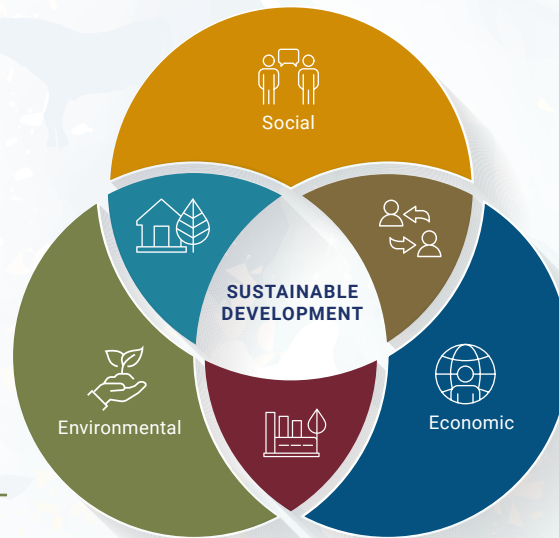 Social
SUSTAINABLE
DEVELOPMENT
Environmental
Economic